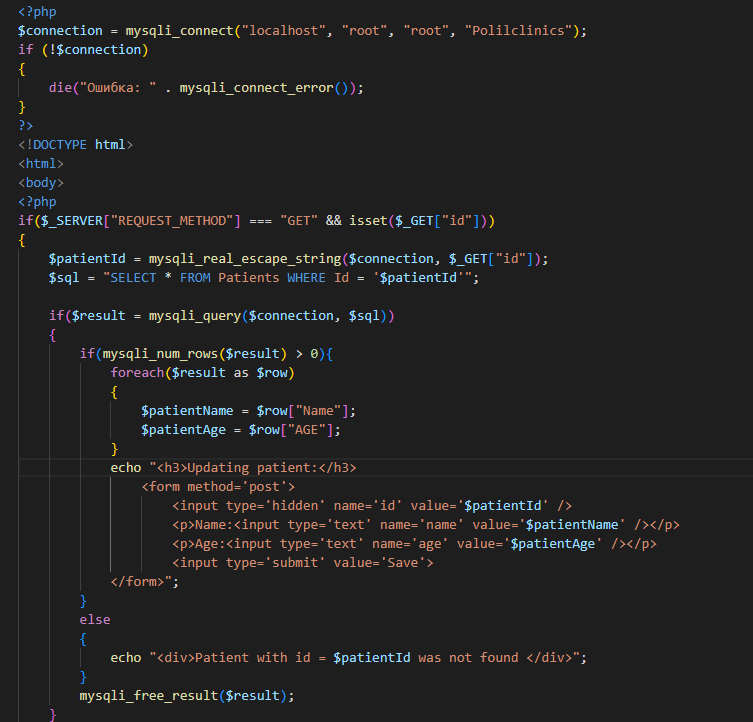 <?php
$connection = mysqli_connect("localhost", "root", "root", "Polilclinics");
if (!$connection)
{
    die("Ошибка: " . mysqli_connect_error());
}
?>
<!DOCTYPE html>
<html>
<body>
<?php
if($_SERVER["REQUEST_METHOD"] === "GET" && isset($_GET["id"]))
{
    $patientId = mysqli_real_escape_string($connection, $_GET["id"]);
    $sql = "SELECT * FROM Patients WHERE Id = '$patientId'";

    if($result = mysqli_query($connection, $sql))
    {
        if(mysqli_num_rows($result) > 0){
            foreach($result as $row)
            {
                $patientName = $row["Name"];
                $patientAge = $row["AGE"];
            }
            echo "<h3>Updating patient:</h3>
                <form method='post'>
                    <input type='hidden' name='id' value='$patientId' />
                    <p>Name:<input type='text' name='name' value='$patientName' /></p>
                    <p>Age:<input type='text' name='age' value='$patientAge' /></p>
                    <input type='submit' value='Save'>
            </form>";
        }
        else
        {
            echo "<div>Patient with id = $patientId was not found </div>";
        }
        mysqli_free_result($result);
    }